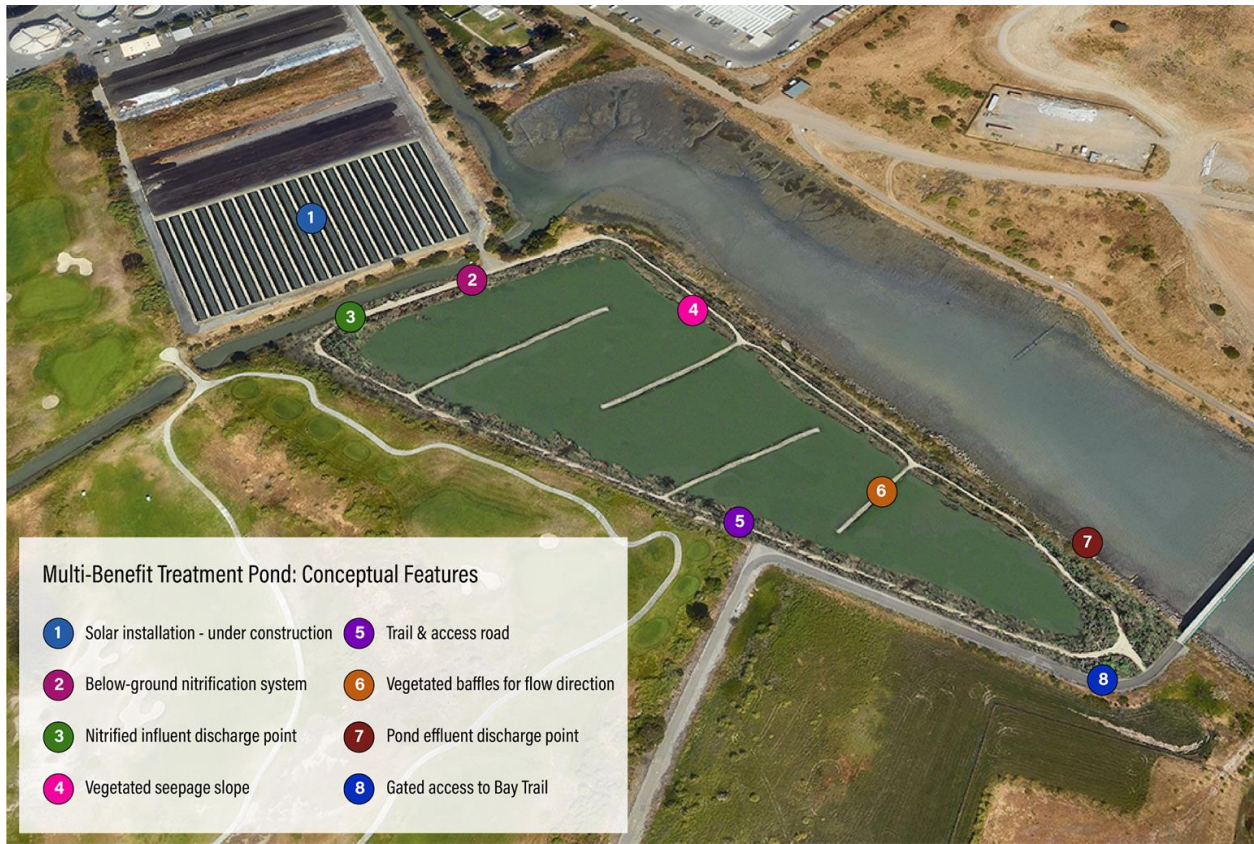 1
2
3
4
5
6
7
8
Multi-Benefit Treatment Pond: Conceptual Features
1 Solar installation - under construction
2 Below-ground nitrification system
3 Nitrified influent discharge point
4 Vegetated seepage slope
5 Trail & access road
6 Vegetated baffles for flow direction
7 Pond effluent discharge point
8 Gated access to Bay Trail